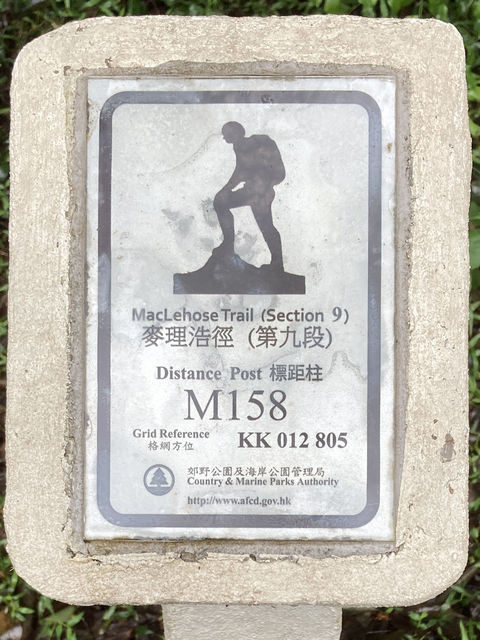 MacLehose Trail (Section 9)
麥理浩徑 (第九段)
Distance Post 標距柱
M158
Grid Reference
格網方位
KK 012 805
郊野公園及海岸公園管理局
Country & Marine Parks Authority
http://www.afcd.gov.hk